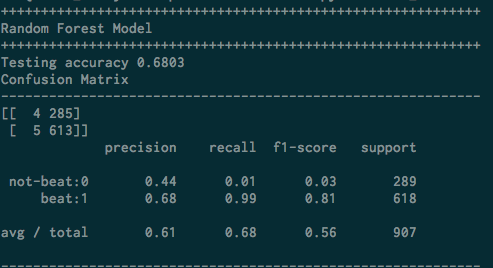 ++++++++++++++++++++++++++++++++++++++++++++++++++++++++++
Random Forest Model
++++++++++++++++++++++++++++++++++++++++++++++++++++++++++
Testing accuracy 0.6803
Confusion Matrix
----------------------------------------------------------
[[ 4 285]
[ 5 613]]
precision recall f1-score support
not-beat:0 0.44 0.01 0.03 289
beat:1 0.68 0.99 0.81 618
avg / total 0.61 0.68 0.56 907
----------------------------------------------------------